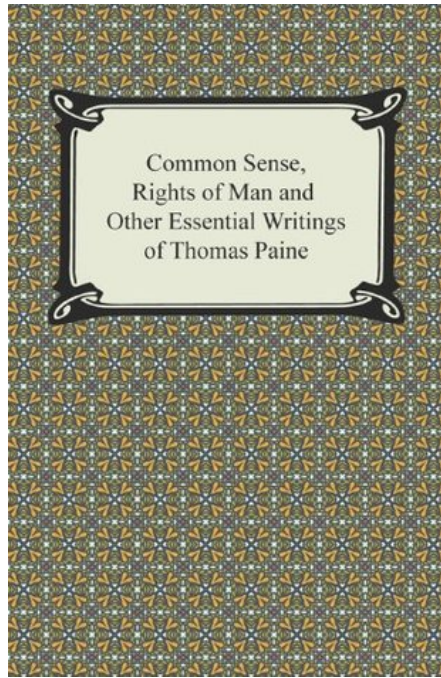 Common Sense,
Rights of Man and
Other Essential Writings
of Thomas Paine